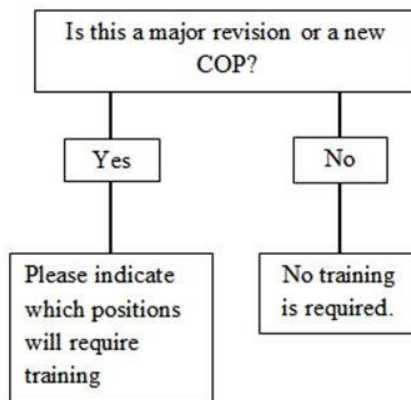 Is this a major revision or a new
COP?
Yes
No
Please indicate
which positions
will require
training
No training
is required.